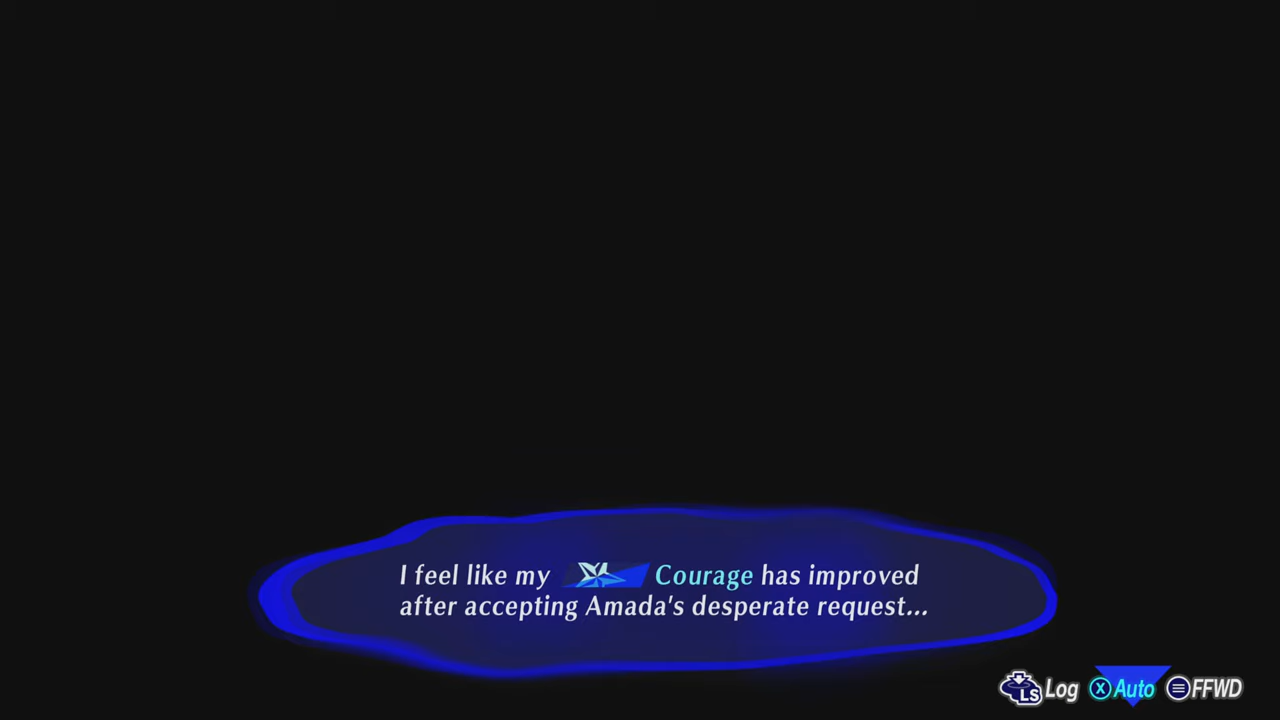 I feel like my Courage has improved
after accepting Amada's desperate request...
LS Log X Auto FFWD